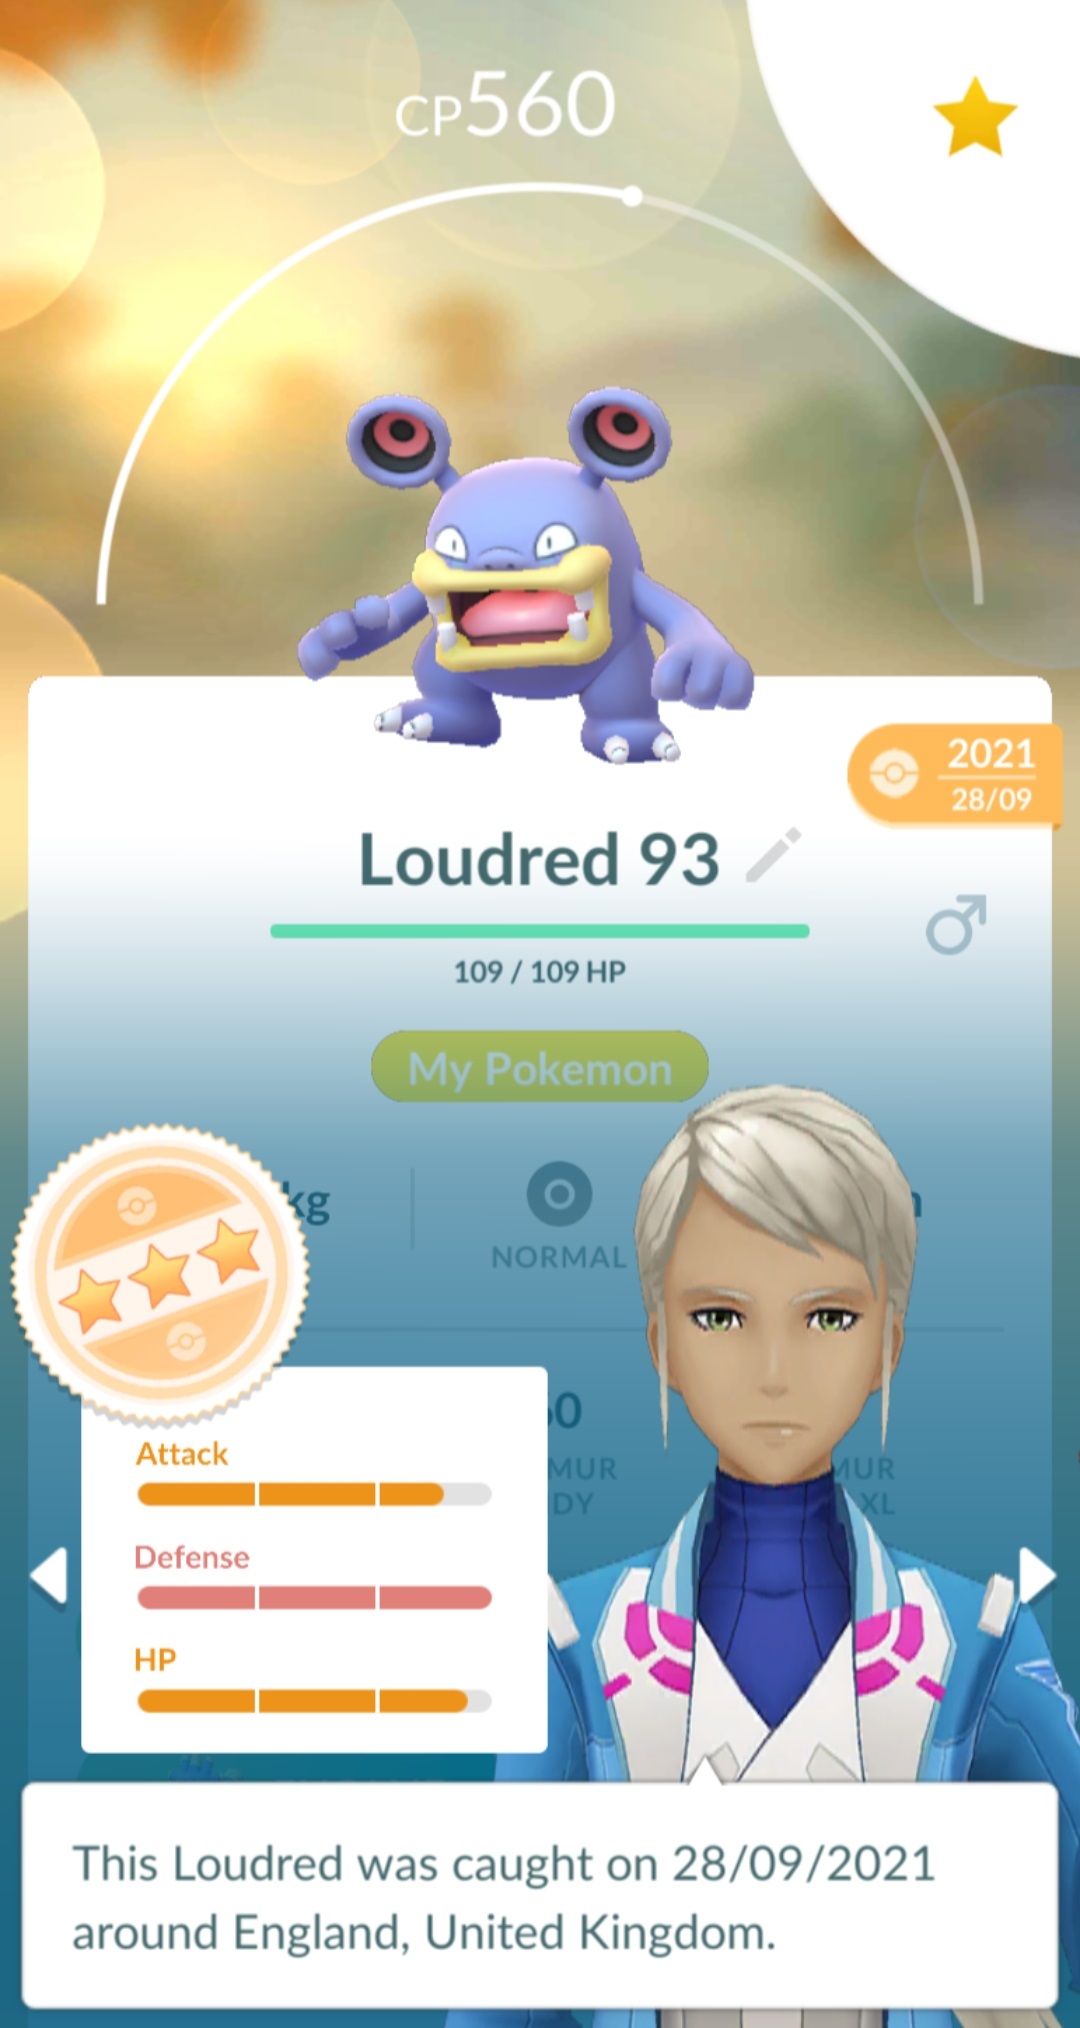 CP560
2021
28/09
Loudred 93
109 / 109 HP
My Pokemon
kg
NORMAL
Attack
Defense
HP
This Loudred was caught on 28/09/2021
around England, United Kingdom.